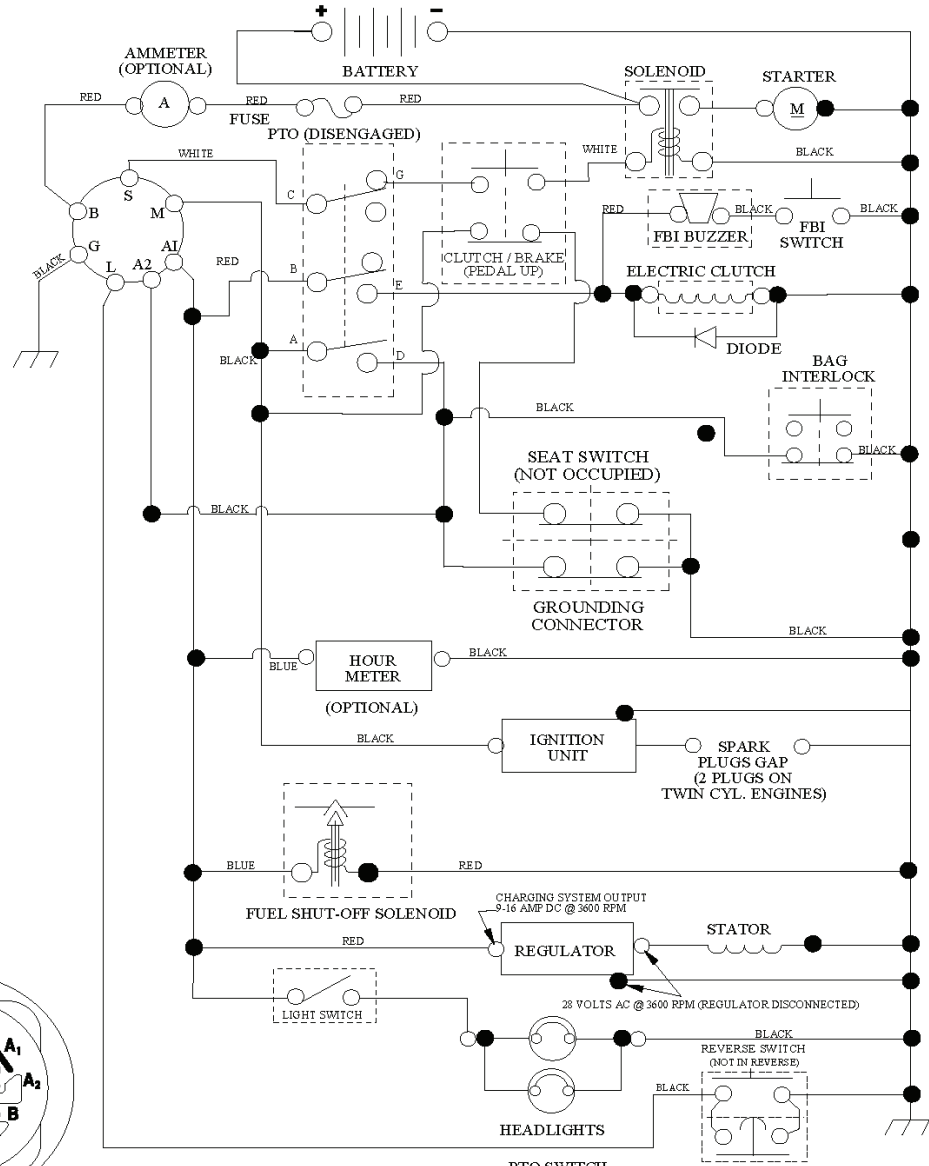 +
-
BATTERY
AMMETER
(OPTIONAL)
RED
A
RED
FUSE
RED
SOLENOID
STARTER
M
PTO (DISENGAGED)
WHITE
G
WHITE
BLACK
S
B
M
G
L
A2
A1
BLACK
C
RED
B
E
A
BLACK
D
CLUTCH / BRAKE
(PEDAL UP)
RED
FBI BUZZER
BLACK
FBI
SWITCH
BLACK
ELECTRIC CLUTCH
DIODE
BAG
INTERLOCK
BLACK
BLACK
SEAT SWITCH
(NOT OCCUPIED)
BLACK
GROUNDING
CONNECTOR
BLACK
BLUE
HOUR
METER
BLACK
(OPTIONAL)
BLACK
IGNITION
UNIT
SPARK
PLUGS GAP
(2 PLUGS ON
TWIN CYL. ENGINES)
BLUE
RED
FUEL SHUT-OFF SOLENOID
CHARGING SYSTEM OUTPUT
9-16 AMP DC @ 3600 RPM
RED
REGULATOR
STATOR
28 VOLTS AC @ 3600 RPM (REGULATOR DISCONNECTED)
LIGHT SWITCH
BLACK
HEADLIGHTS
REVERSE SWITCH
(NOT IN REVERSE)
BLACK
A1
A2
B
PTO SWITCH